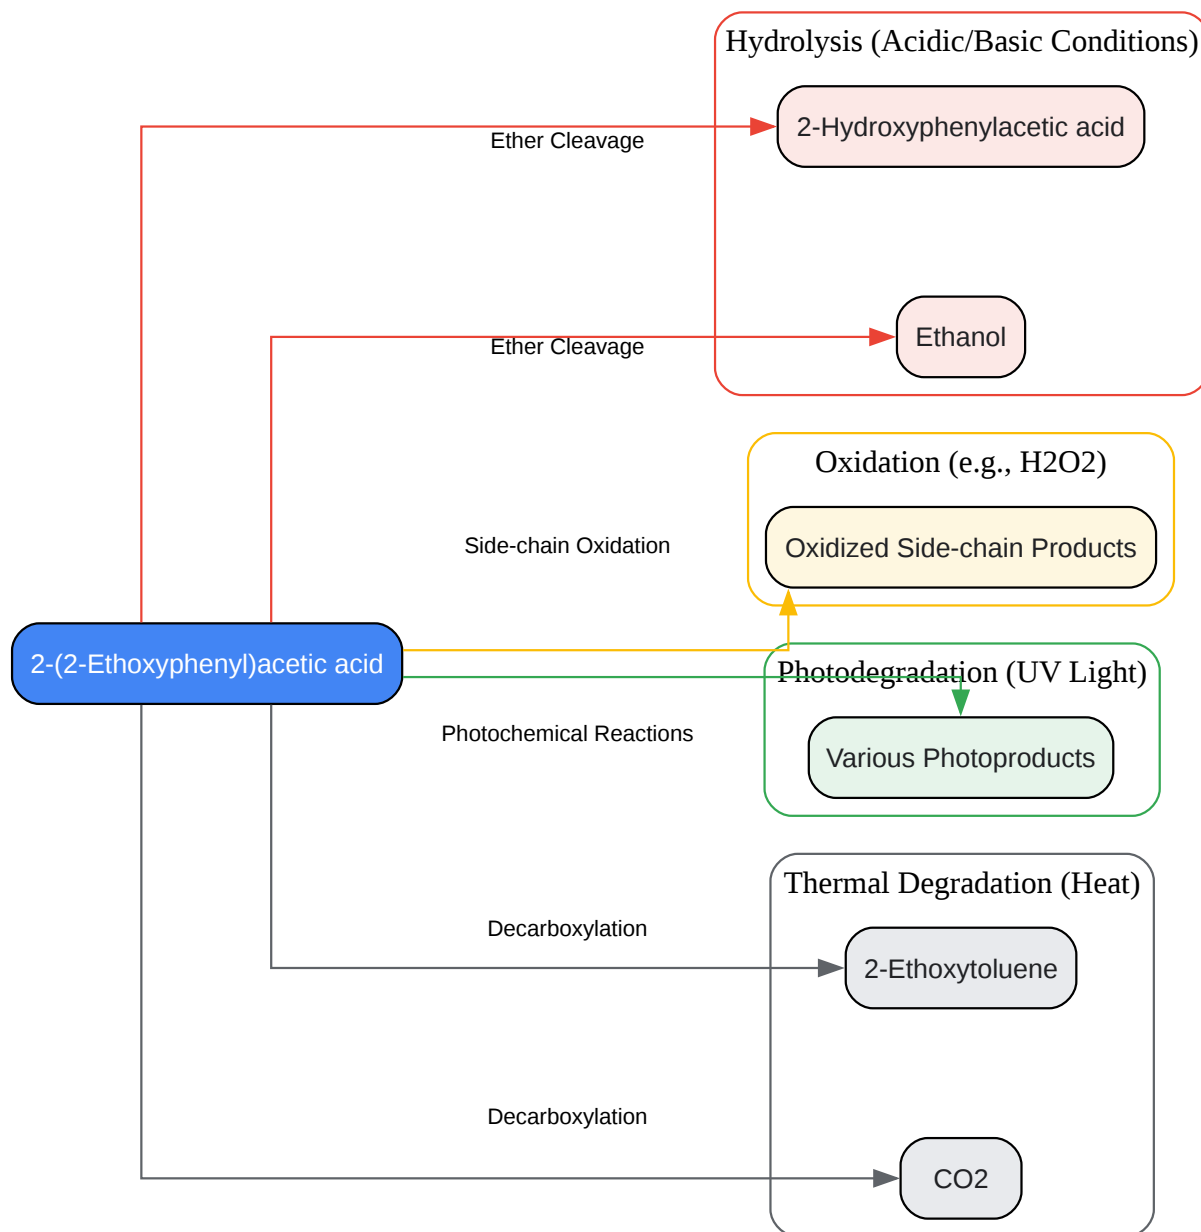 Hydrolysis (Acidic/Basic Conditions)
2-Hydroxyphenylacetic acid
Ether Cleavage
Ethanol
Ether Cleavage
Oxidation (e.g., H2O2)
Side-chain Oxidation
Oxidized Side-chain Products
2-(2-Ethoxyphenyl)acetic acid
Photodegradation (UV Light)
Photochemical Reactions
Various Photoproducts
Thermal Degradation (Heat)
Decarboxylation
2-Ethoxytoluene
Decarboxylation
CO2